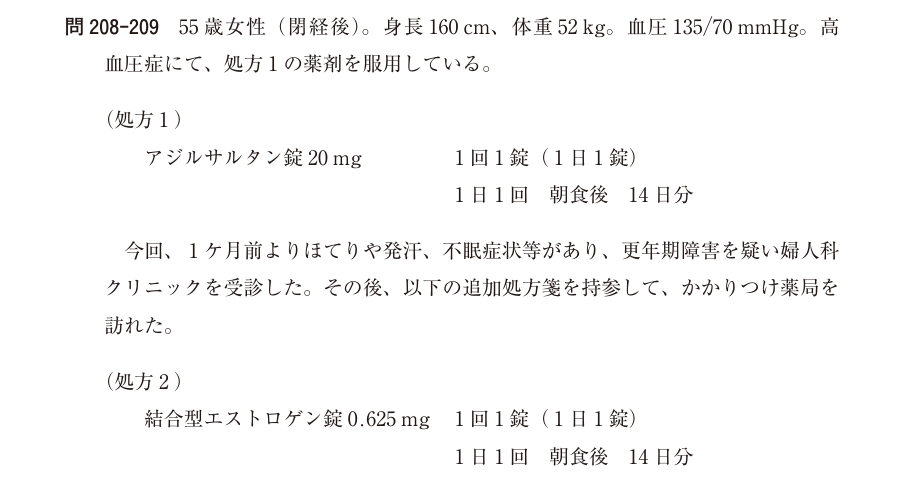 問 208-209　55 歳女性（閉経後）。身長 160 cm、体重 52 kg。血圧 135/70 mmHg。高
血圧症にて、処方 1 の薬剤を服用している。
（処方 1）
アジルサルタン錠 20 mg　1 回 1 錠（1 日 1 錠）
1 日 1 回　朝食後　14 日分
今回、1 ケ月前よりほてりや発汗、不眠症状等があり、更年期障害を疑い婦人科
クリニックを受診した。その後、以下の追加処方箋を持参して、かかりつけ薬局を
訪れた。
（処方 2）
結合型エストロゲン錠 0.625 mg　1 回 1 錠（1 日 1 錠）
1 日 1 回　朝食後　14 日分